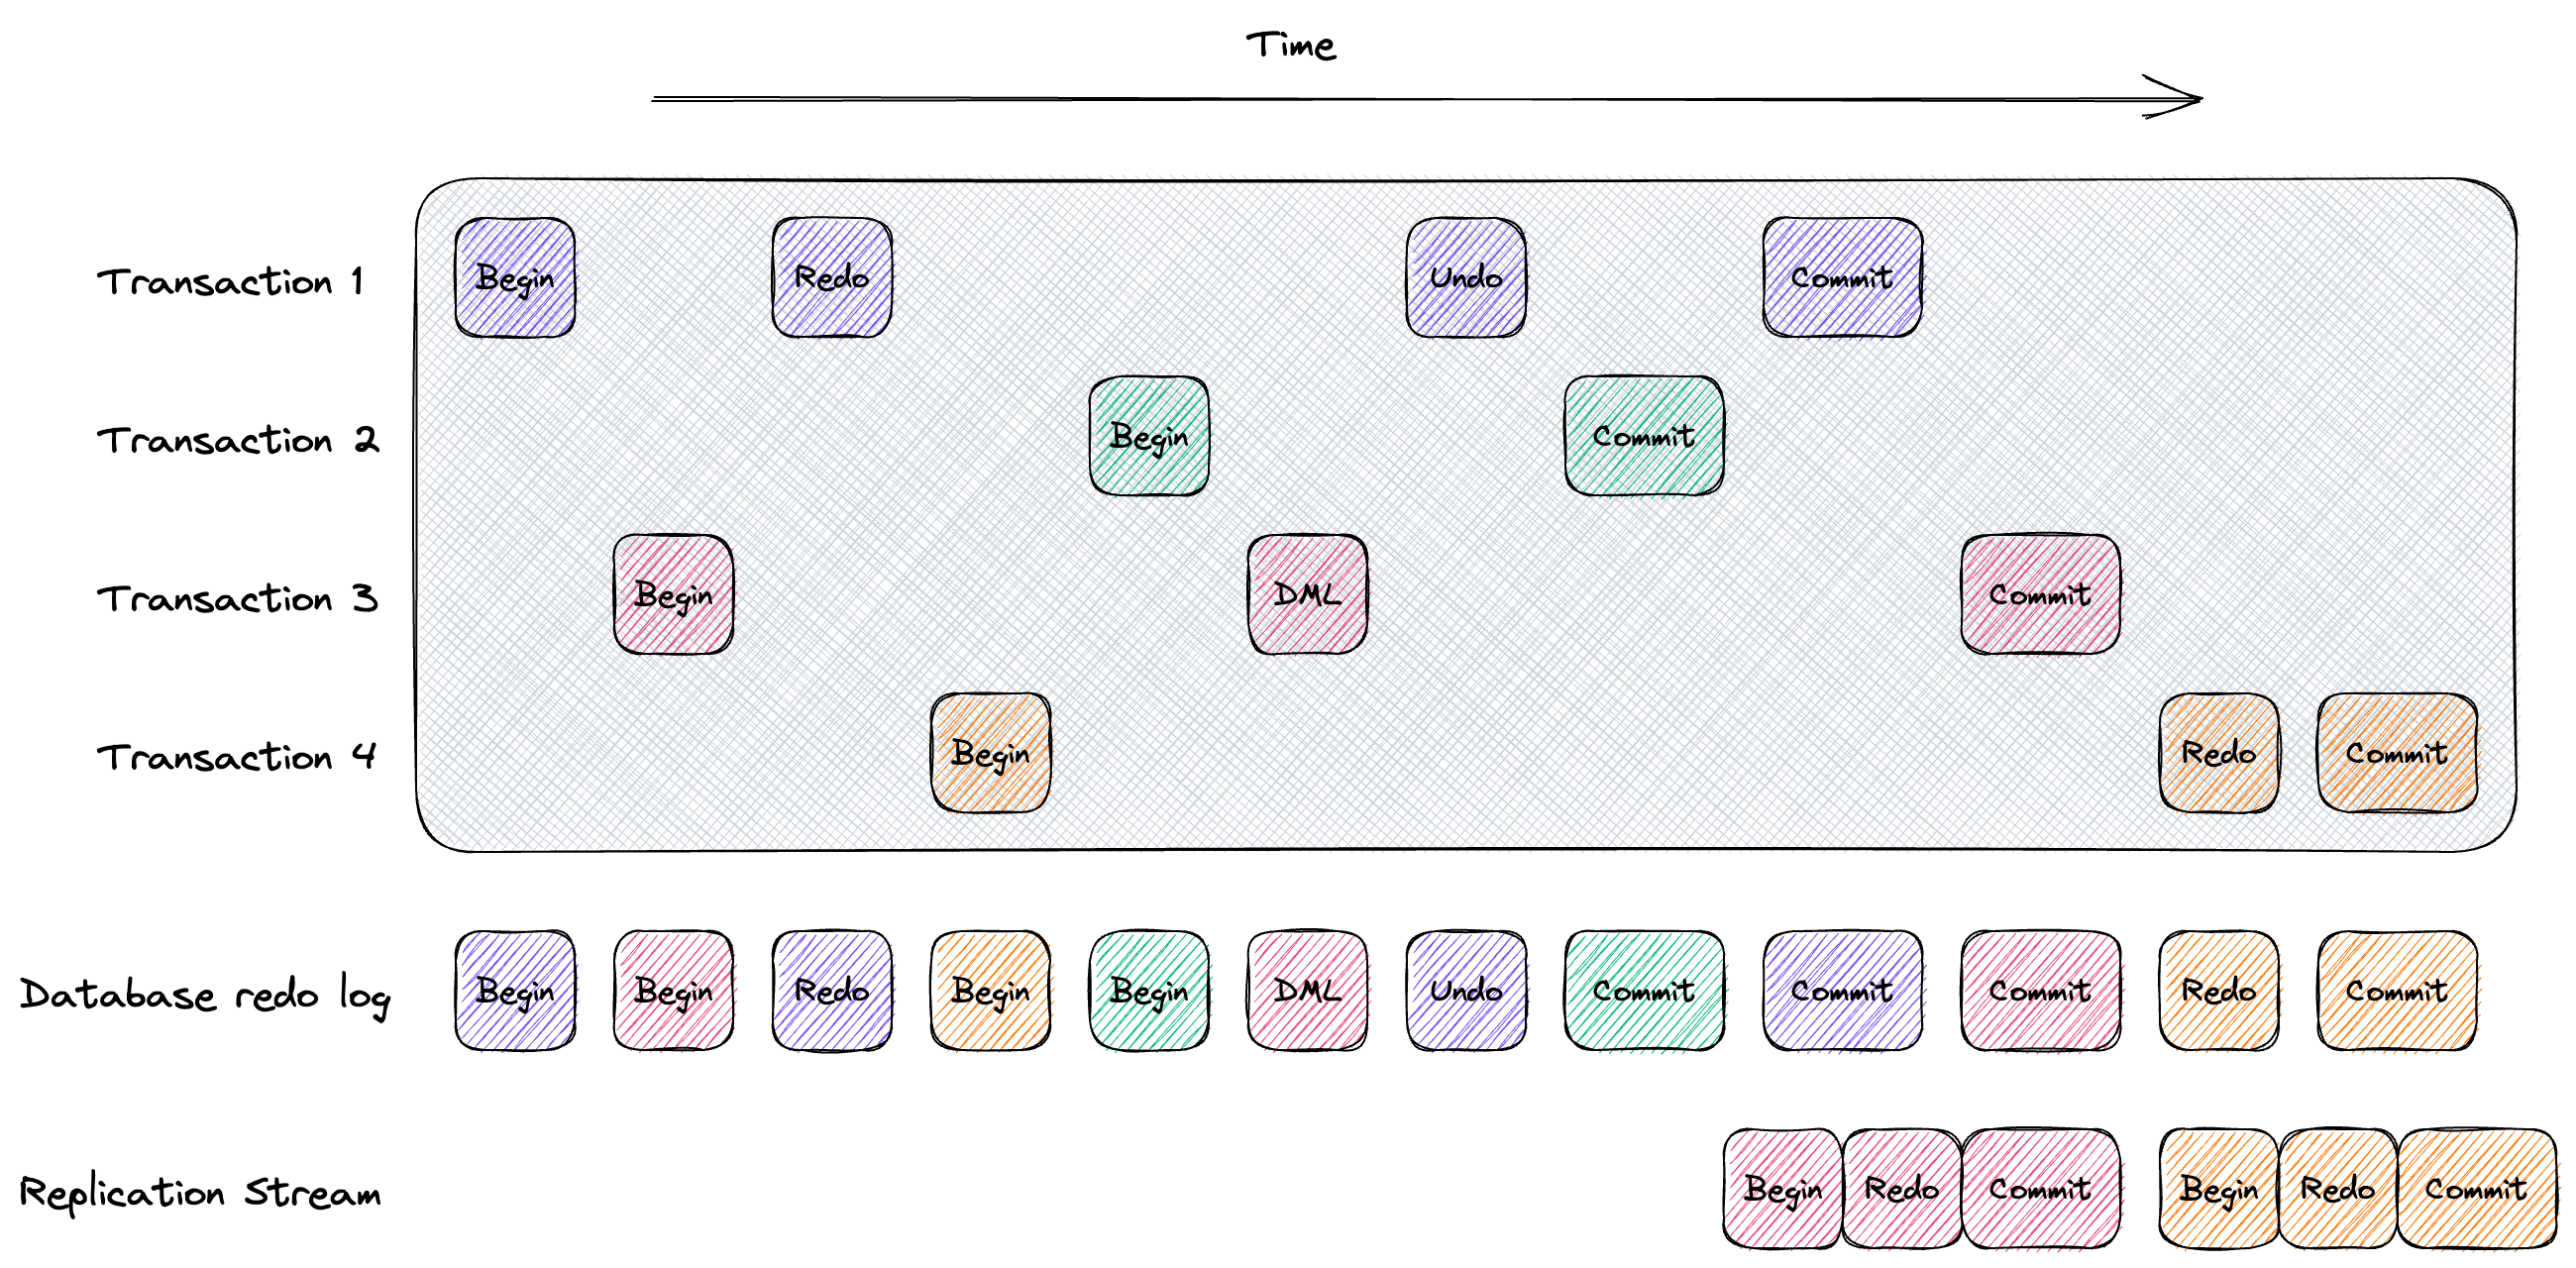 Time
Transaction 1 Begin Redo Undo Commit
Transaction 2 Begin Commit
Transaction 3 Begin DML Commit
Transaction 4 Begin Redo Commit
Database redo log Begin Begin Redo Begin Begin DML Undo Commit Commit Commit Redo Commit
Replication Stream Begin Redo Commit Begin Redo Commit